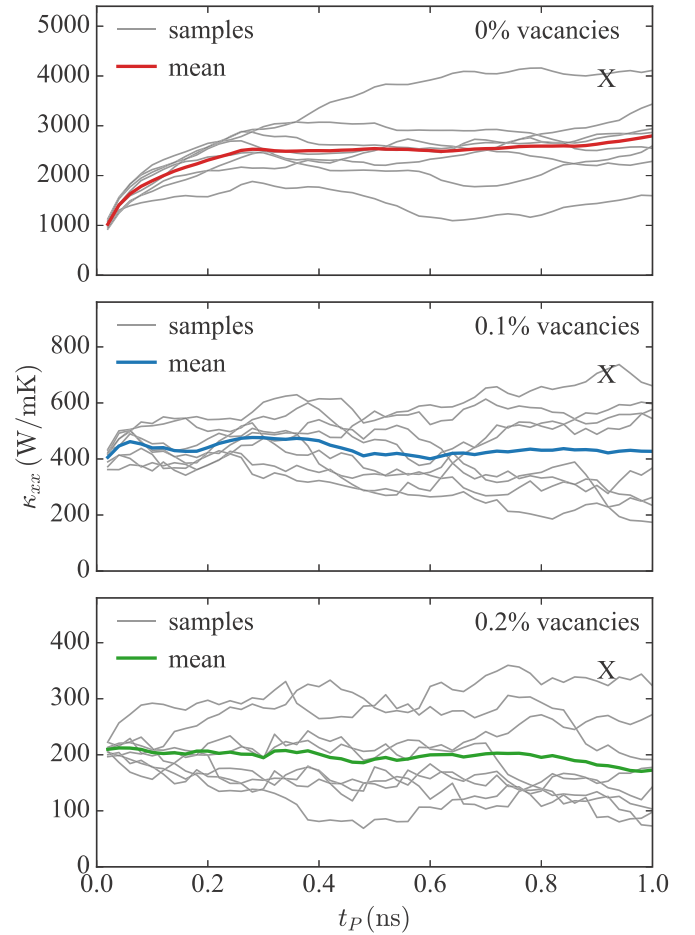 samples
0% vacancies
mean
X
5000
4000
3000
2000
1000
0
samples
0.1% vacancies
mean
X
800
600
400
200
0
κxx (W/mK)
samples
0.2% vacancies
mean
X
400
300
200
100
0
0.0 0.2 0.4 0.6 0.8 1.0
tP (ns)